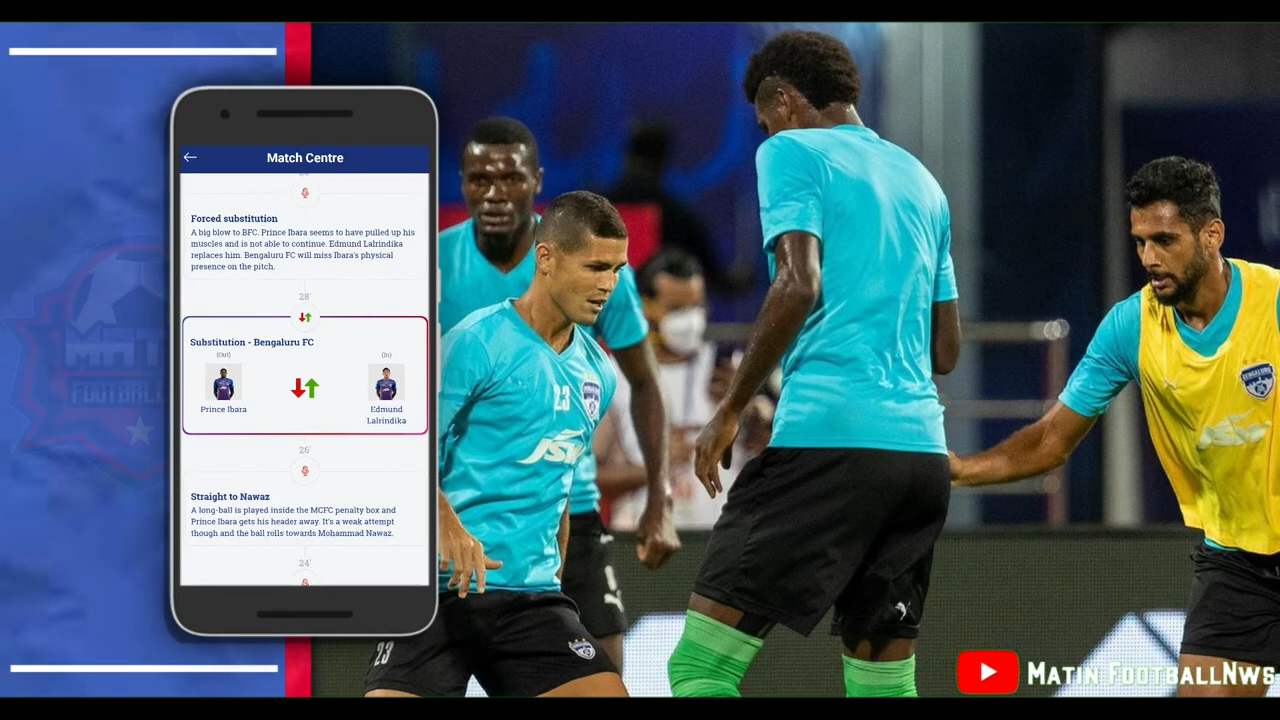 Match Centre
Forced substitution
A big blow to BFC. Prince Ibara seems to have pulled up his
muscles and is not able to continue. Edmund Lalrindika
replaces him. Bengaluru FC will miss Ibara's physical
presence on the pitch.
28'
Substitution - Bengaluru FC
(Out)
(In)
Prince Ibara
Edmund
Lalrindika
26'
Straight to Nawaz
A long-ball is played inside the MCFC penalty box and
Prince Ibara gets his header away. It's a weak attempt
though and the ball rolls towards Mohammad Nawaz.
24'
MAT
FOOTBALL
23
JSW
23
BENGALURU
MATIN FOOTBALLNWS